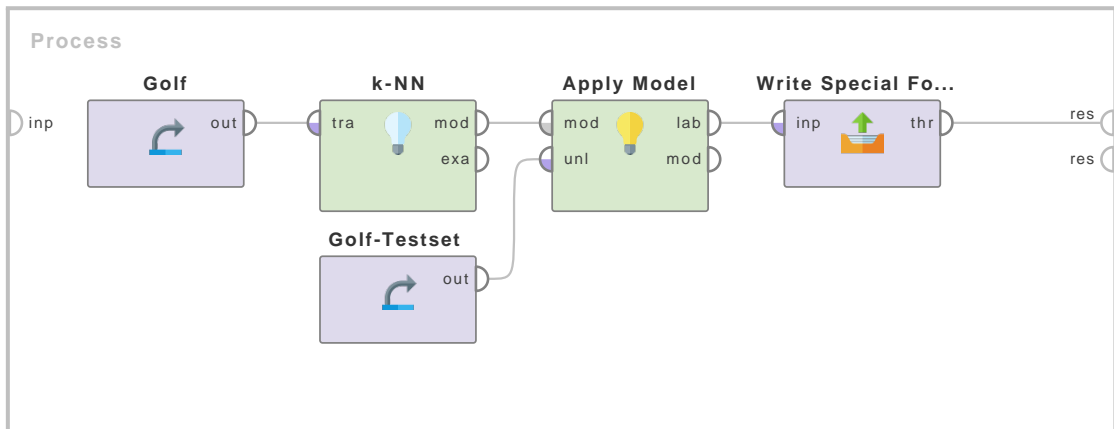 Process
Golf
k-NN
Apply Model
Write Special Fo...
inp
out
tra
mod
mod
lab
inp
thr
res
exa
unl
mod
res
Golf-Testset
out